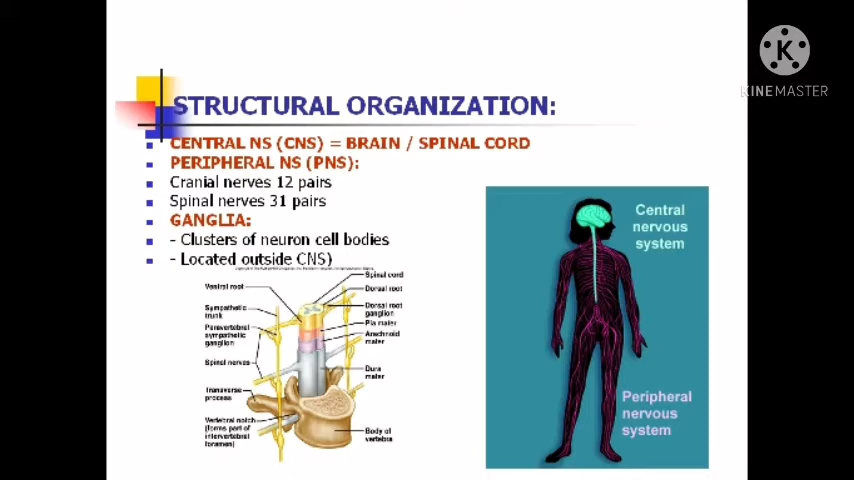 KINEMASTER
STRUCTURAL ORGANIZATION:
CENTRAL NS (CNS) = BRAIN / SPINAL CORD
PERIPHERAL NS (PNS):
Cranial nerves 12 pairs
Spinal nerves 31 pairs
GANGLIA:
- Clusters of neuron cell bodies
- Located outside CNS)
Ventral root
Sympathetic
trunk
Paravertebral
sympathetic
ganglion
Spinal nerves
Transverse
process
Vertebral notch
(forms part of
intervertebral
foramen)
Spinal cord
Dorsal root
Dorsal root
ganglion
Pia mater
Arachnoid
mater
Dura
mater
Body of
vertebra
Central
nervous
system
Peripheral
nervous
system